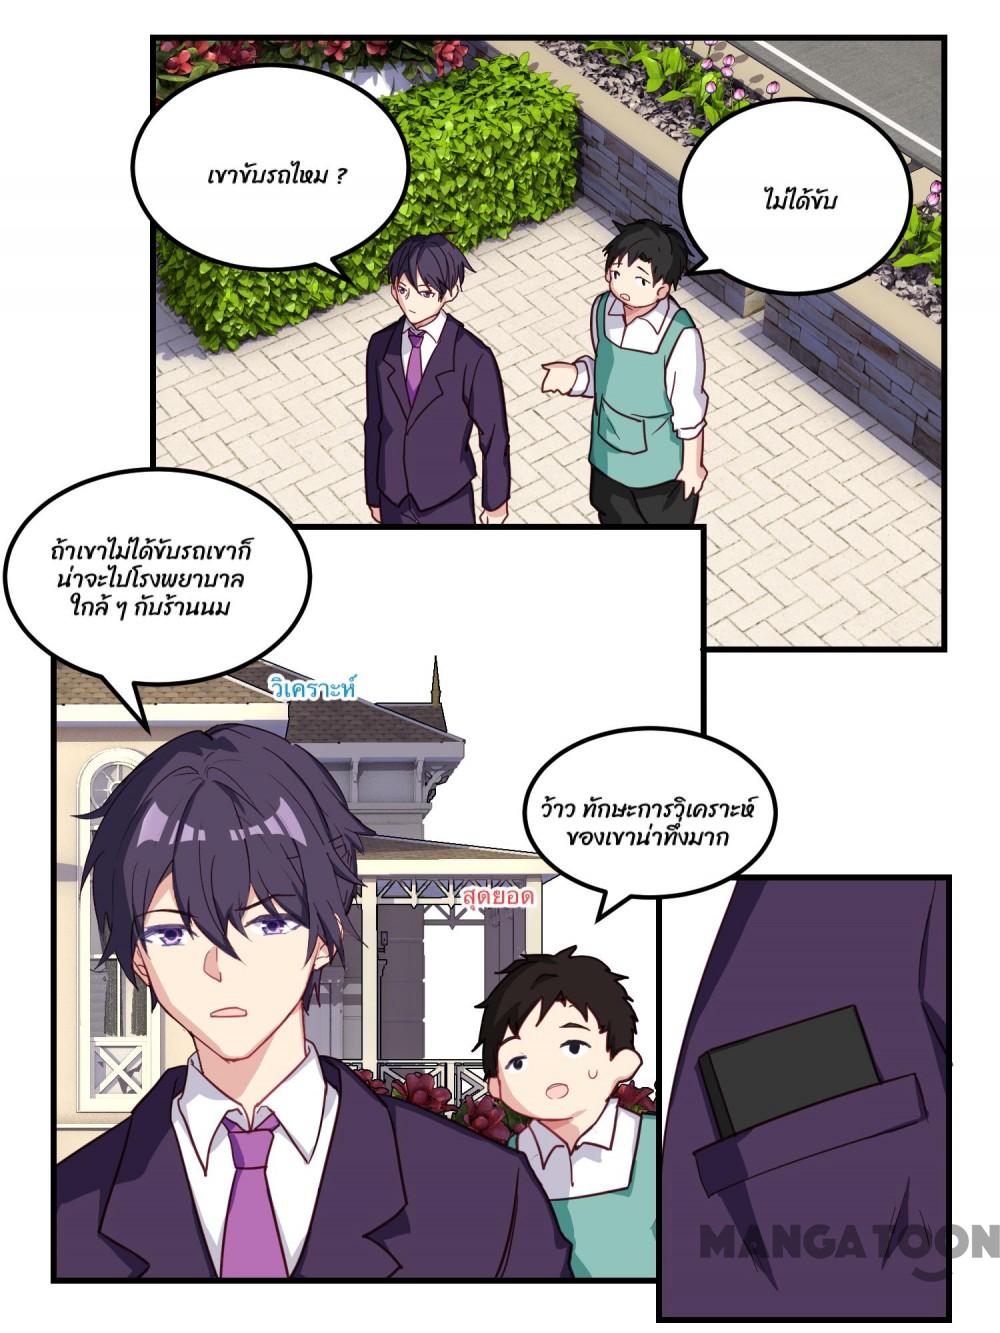 เขาขับรถไหม ?
ไม่ได้ขับ
ถ้าเขาไม่ได้ขับรถเขาก็
น่าจะไปโรงพยาบาล
ใกล้ ๆ กับร้านนม
วิเคราะห์
ว้าว ทักษะการวิเคราะห์
ของเขาน่าทึ่งมาก
สุดยอด
MANGATOON